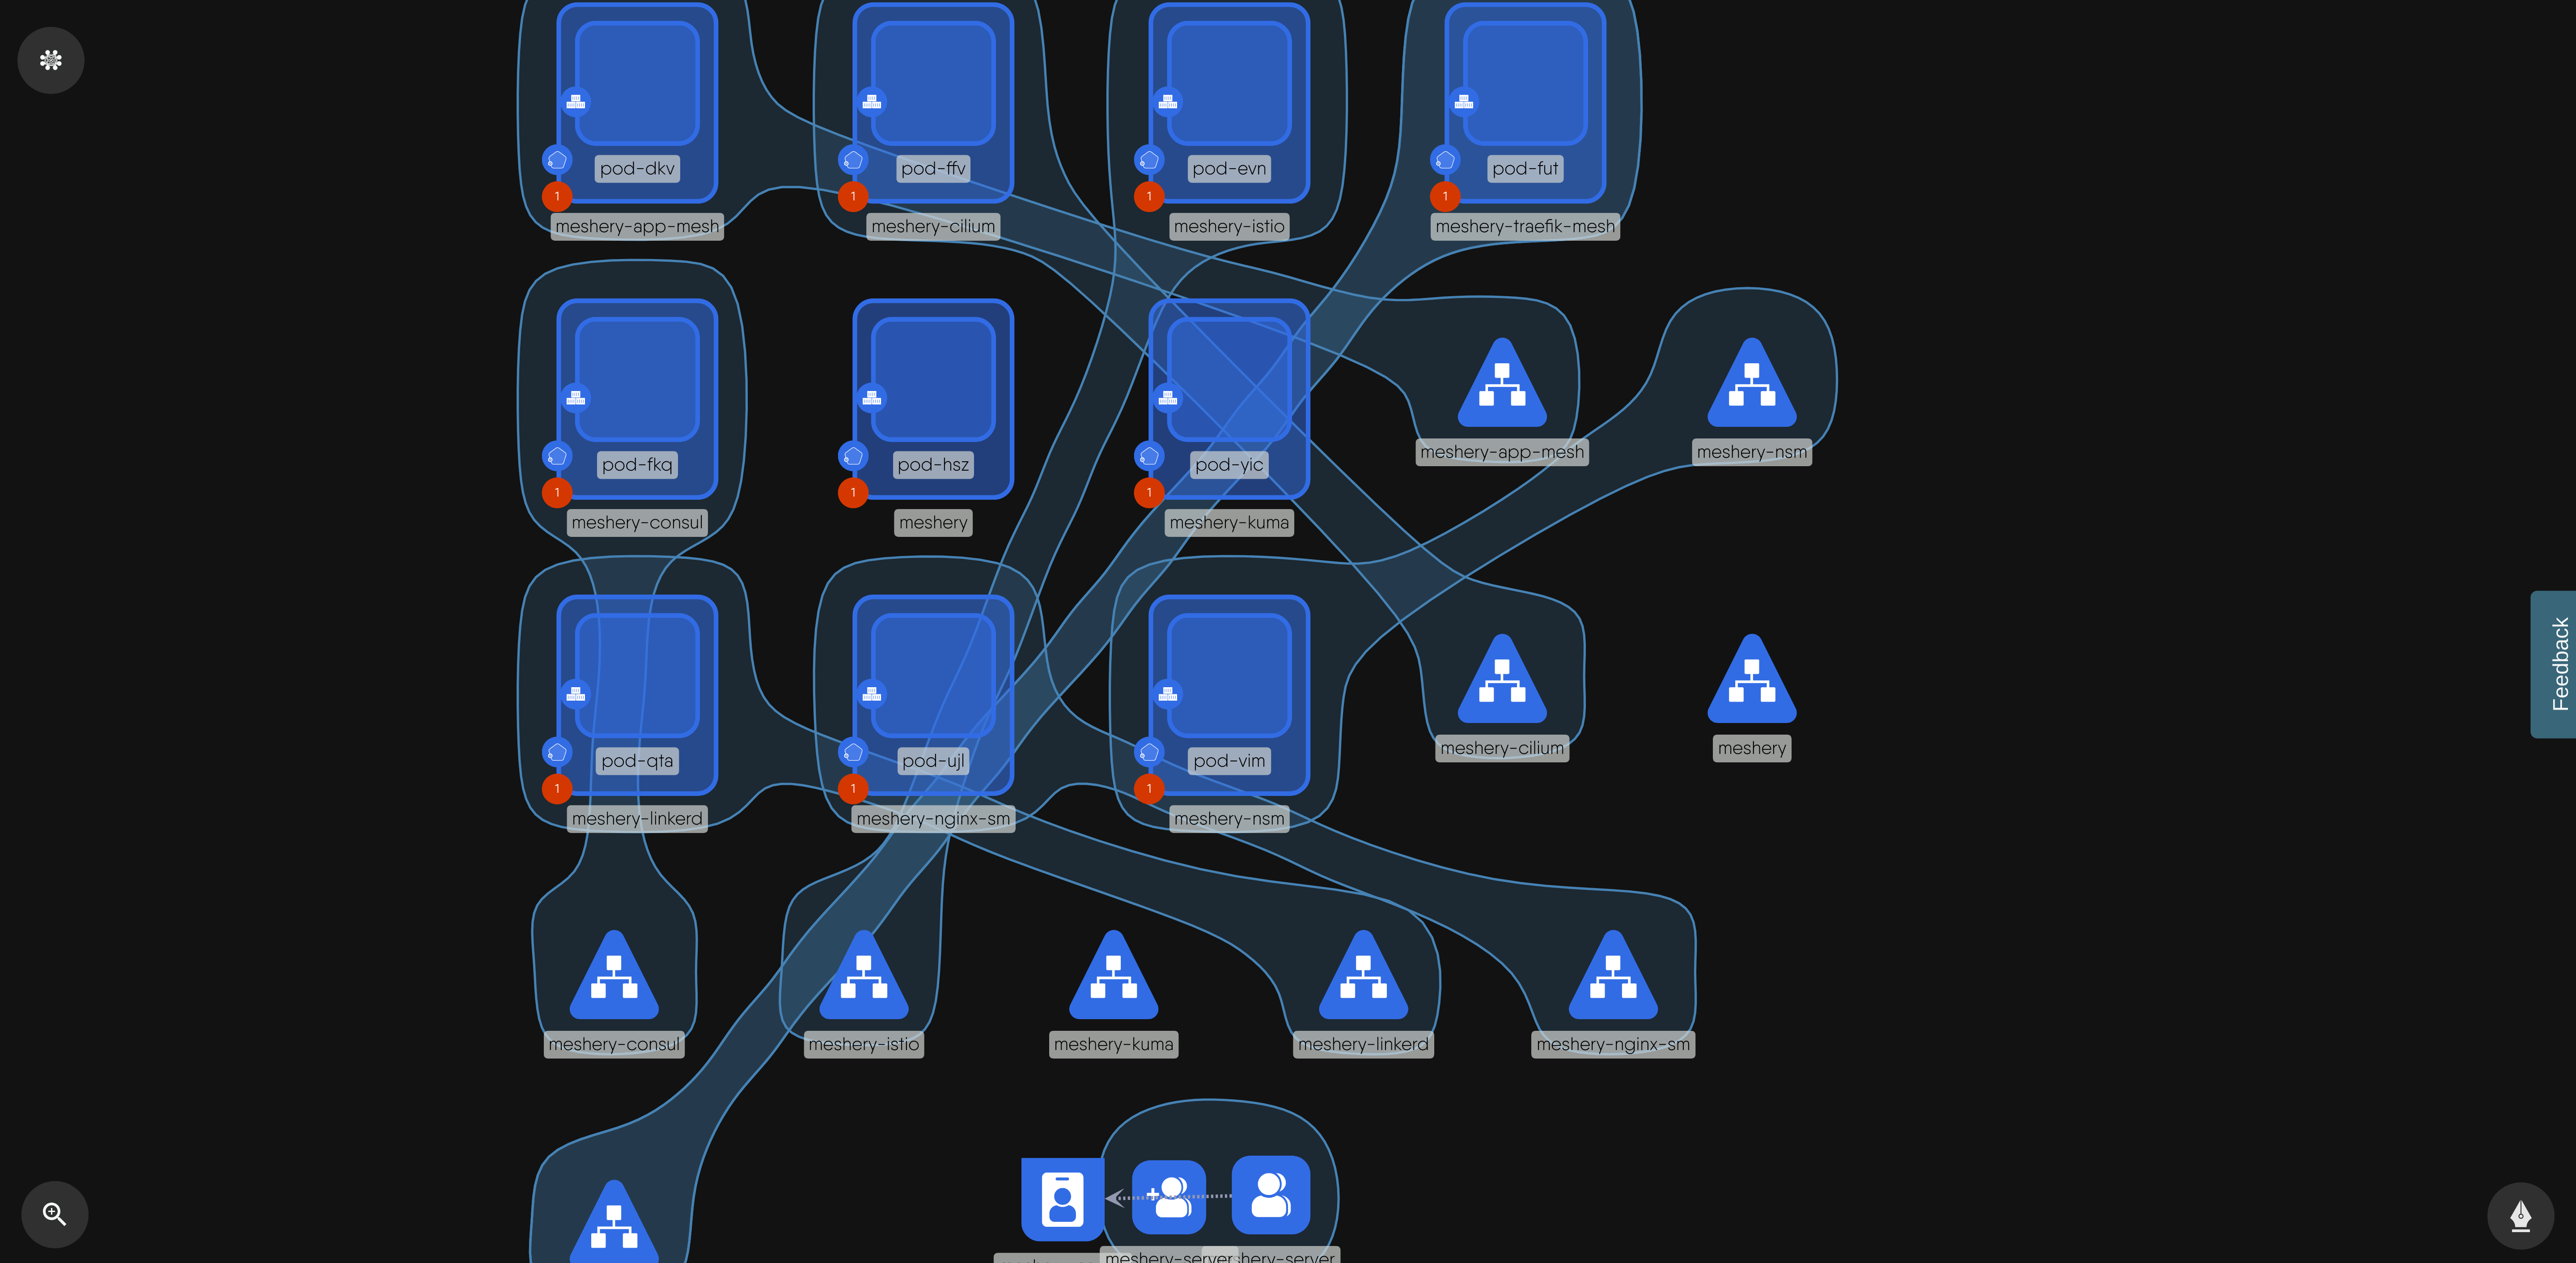 pod-dkv
pod-ffv
pod-evn
pod-fut
1
1
1
1
meshery-app-mesh
meshery-cilium
meshery-istio
meshery-traefik-mesh
pod-fkq
pod-hsz
pod-yic
meshery-app-mesh
meshery-nsm
1
1
1
meshery-consul
meshery
meshery-kuma
Feedback
pod-qta
pod-ujl
pod-vim
meshery-cilium
meshery
1
1
1
meshery-linkerd
meshery-nginx-sm
meshery-nsm
meshery-consul
meshery-istio
meshery-kuma
meshery-linkerd
meshery-nginx-sm
meshery-server